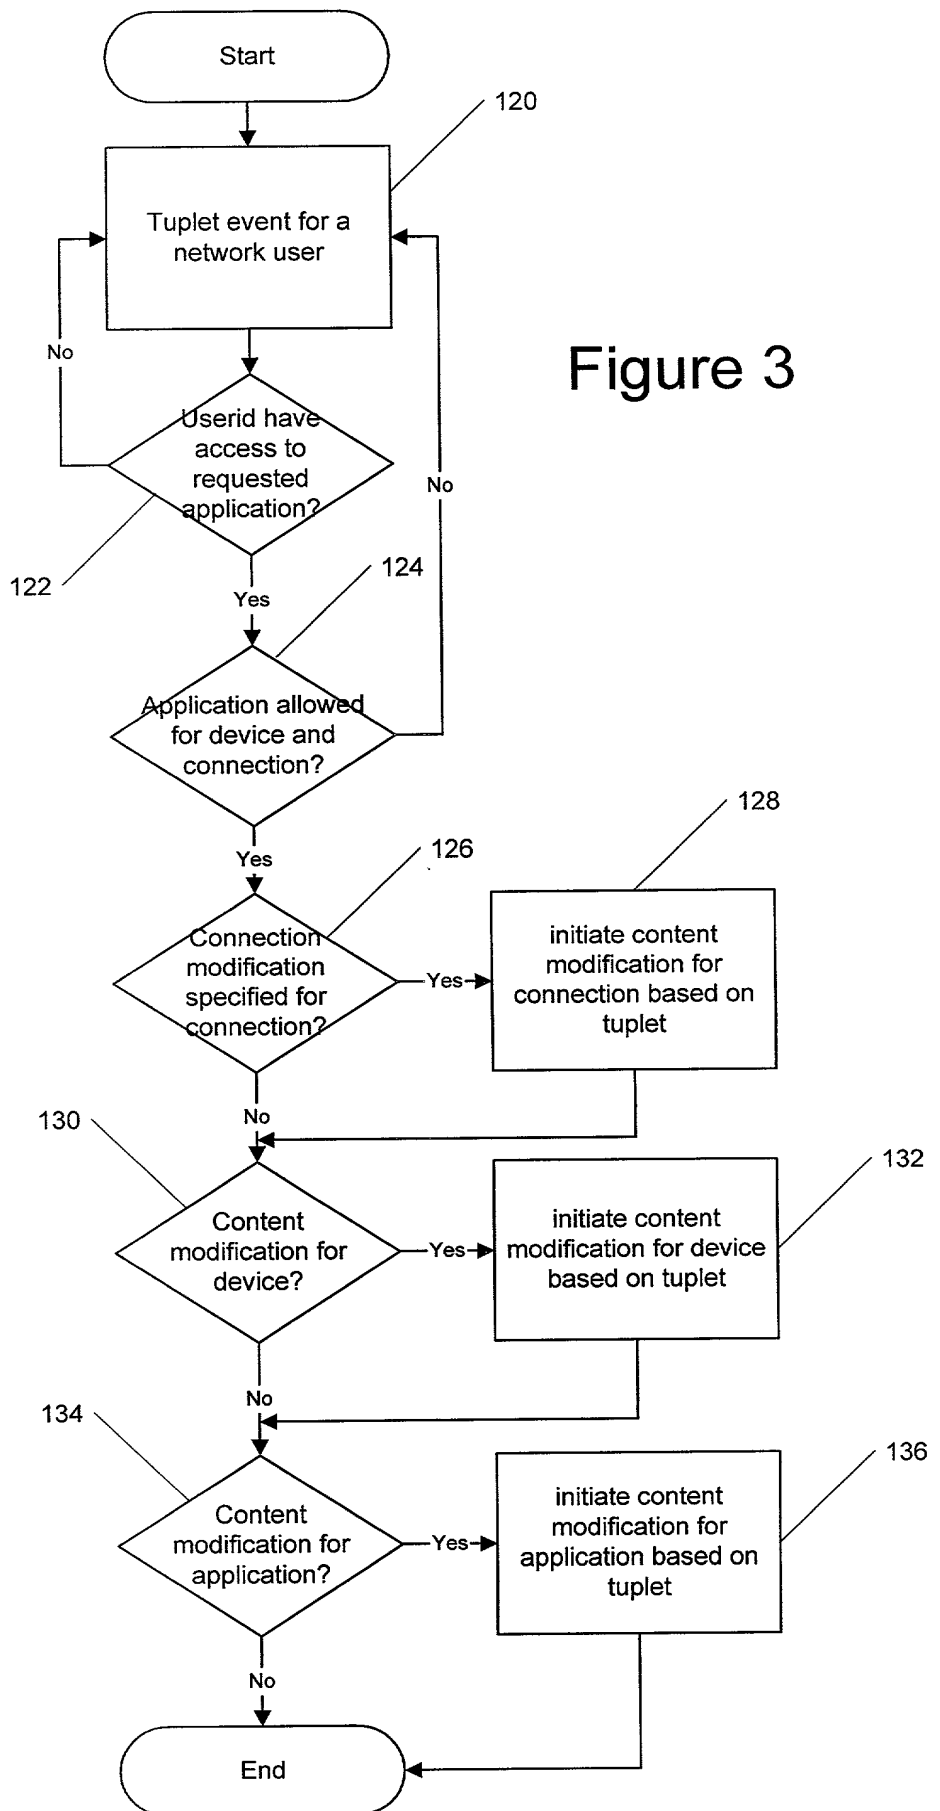 Start
120
Tuplet event for a
network user
No
Figure 3
Userid have
access to
requested
application?
No
122
124
Yes
Application allowed
for device and
connection?
128
Yes
126
Connection
modification
specified for
connection?
Yes
initiate content
modification for
connection based on
tuplet
No
130
132
Content
modification for
device?
Yes
initiate content
modification for device
based on tuplet
No
134
136
Content
modification for
application?
Yes
initiate content
modification for
application based on
tuplet
No
End